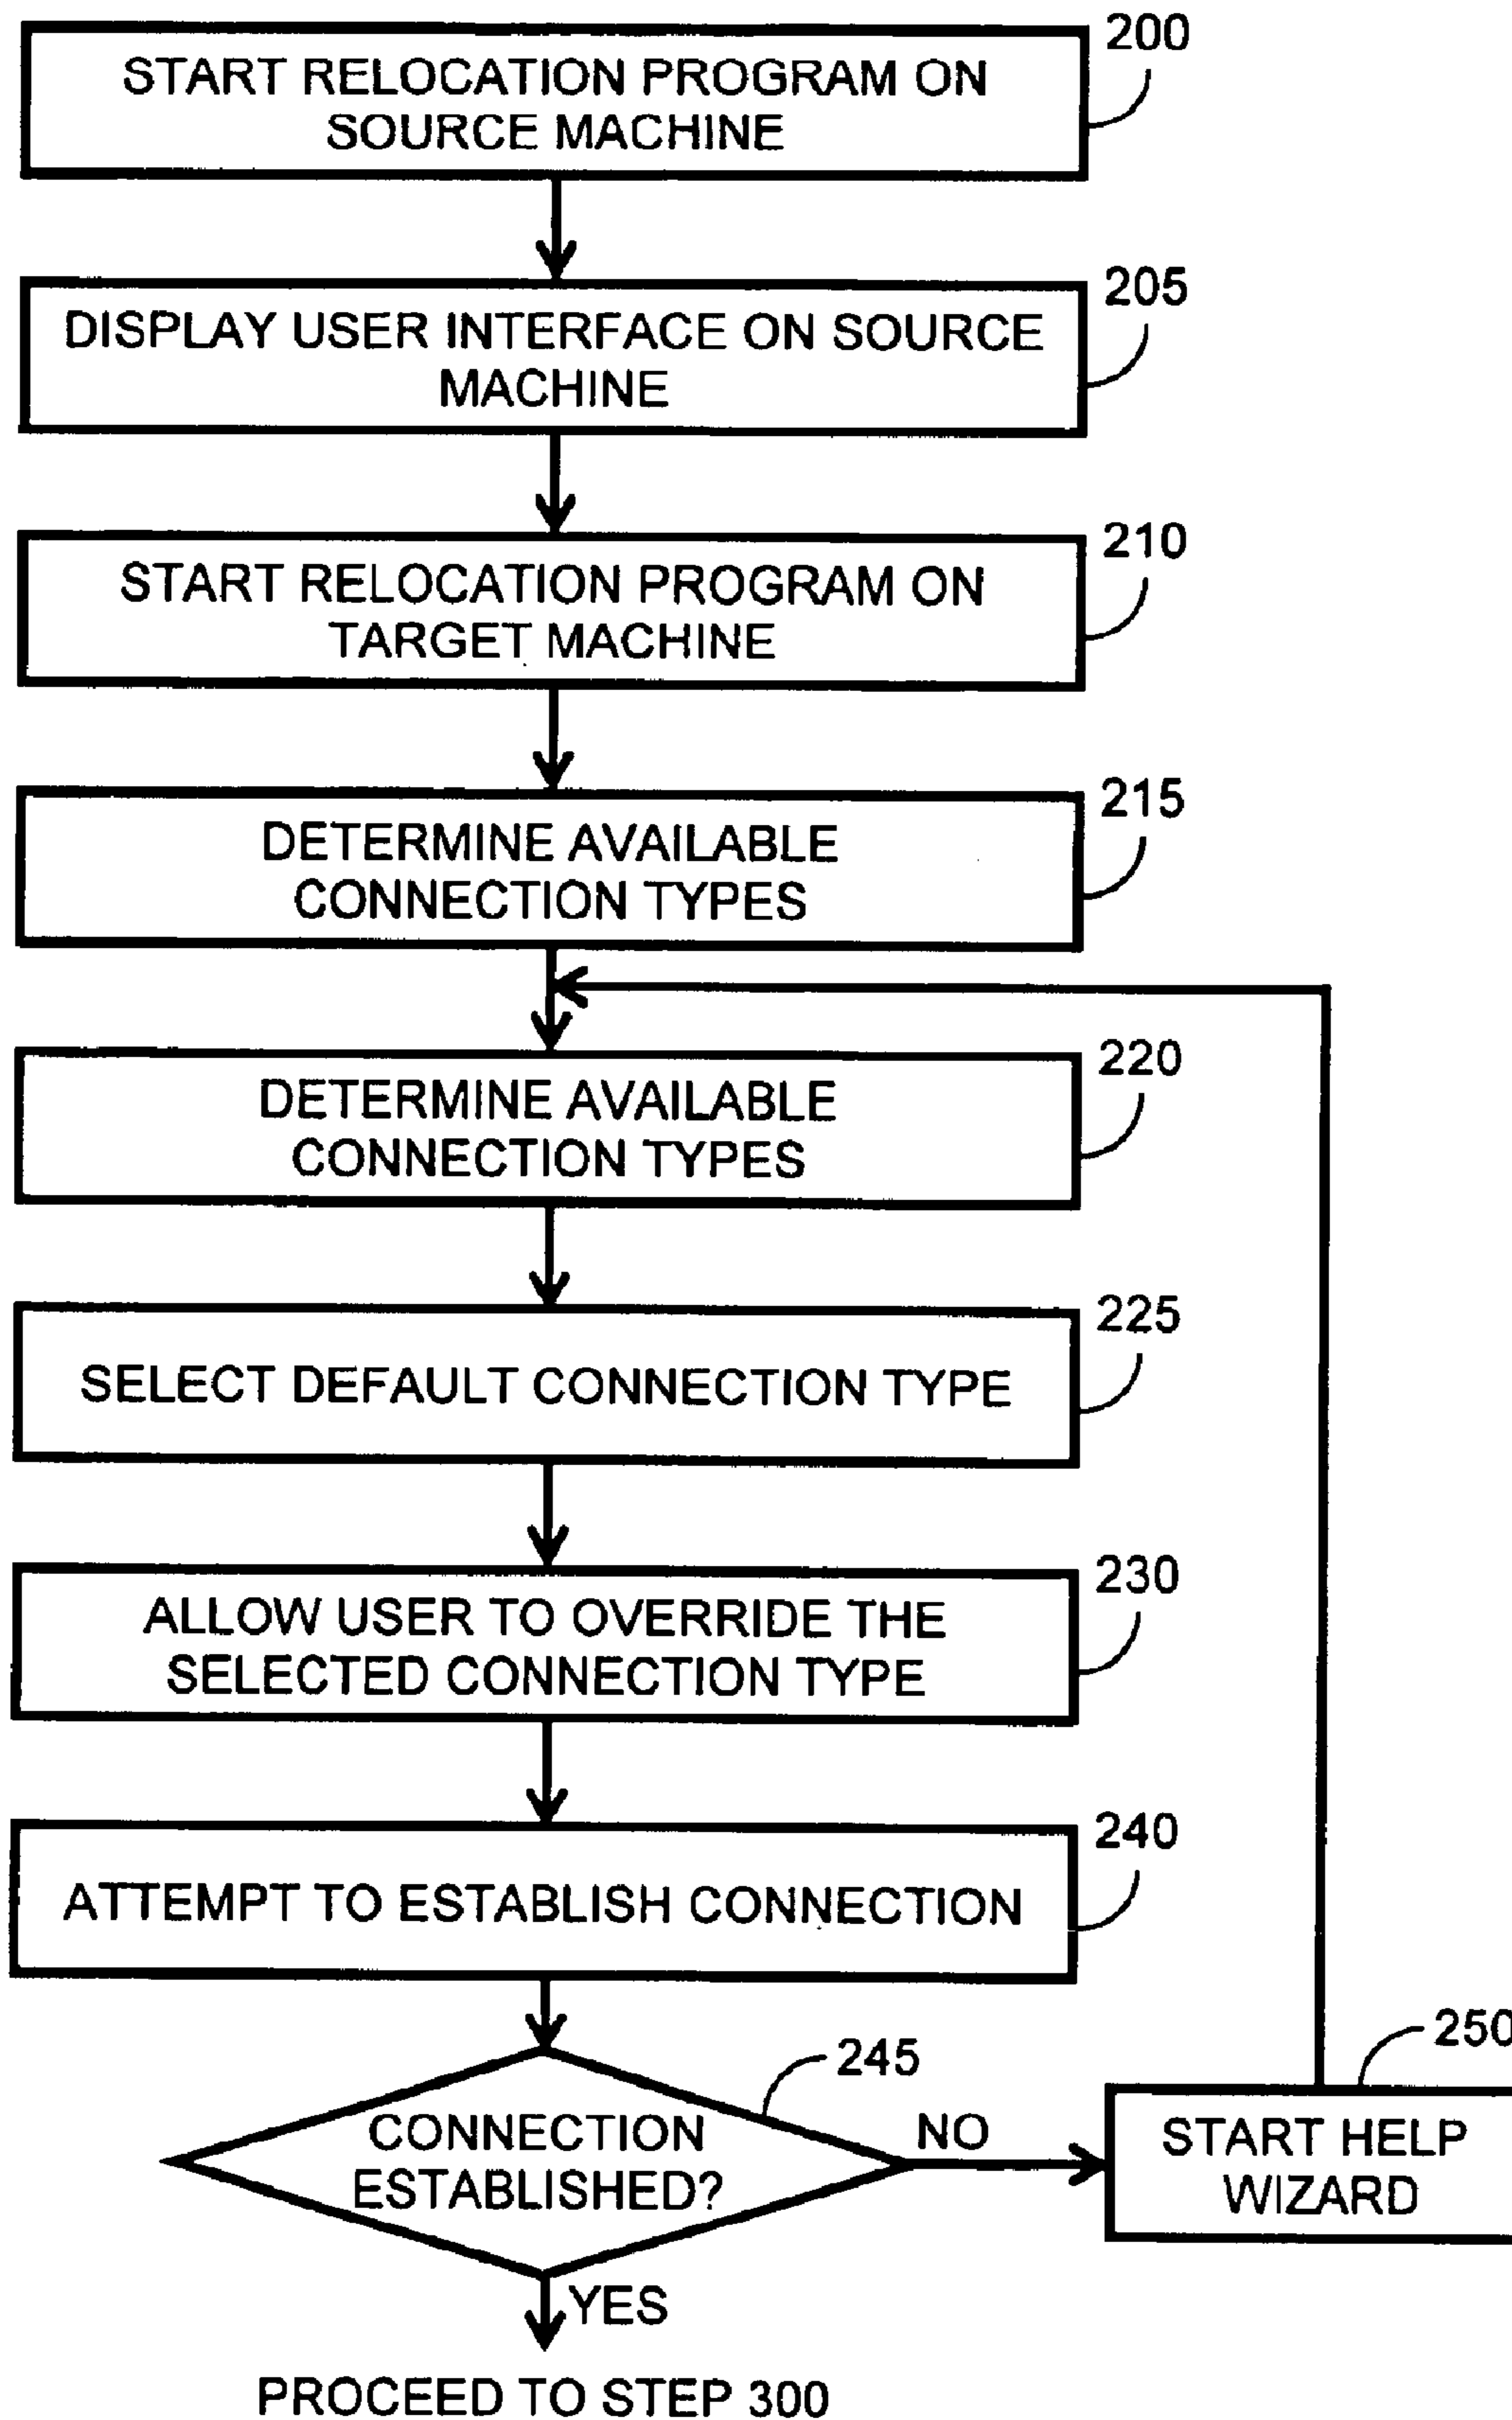 200
START RELOCATION PROGRAM ON
SOURCE MACHINE
205
DISPLAY USER INTERFACE ON SOURCE
MACHINE
210
START RELOCATION PROGRAM ON
TARGET MACHINE
215
DETERMINE AVAILABLE
CONNECTION TYPES
220
DETERMINE AVAILABLE
CONNECTION TYPES
225
SELECT DEFAULT CONNECTION TYPE
230
ALLOW USER TO OVERRIDE THE
SELECTED CONNECTION TYPE
240
ATTEMPT TO ESTABLISH CONNECTION
245
CONNECTION
ESTABLISHED?
NO
250
START HELP
WIZARD
YES
PROCEED TO STEP 300